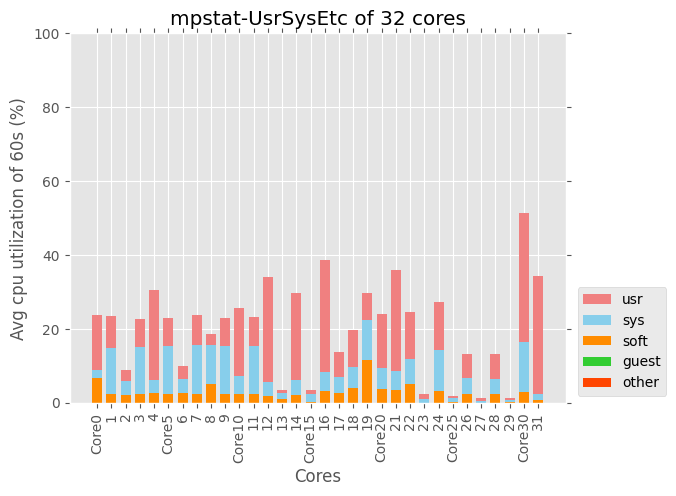 mpstat-UsrSysEtc of 32 cores
Avg cpu utilization of 60s (%)
100
80
60
40
20
0
Core0
1
2
3
4
Core5
6
7
8
9
Core10
11
12
13
14
Core15
16
17
18
19
Core20
21
22
23
24
Core25
26
27
28
29
Core30
31
Cores
usr
sys
soft
guest
other